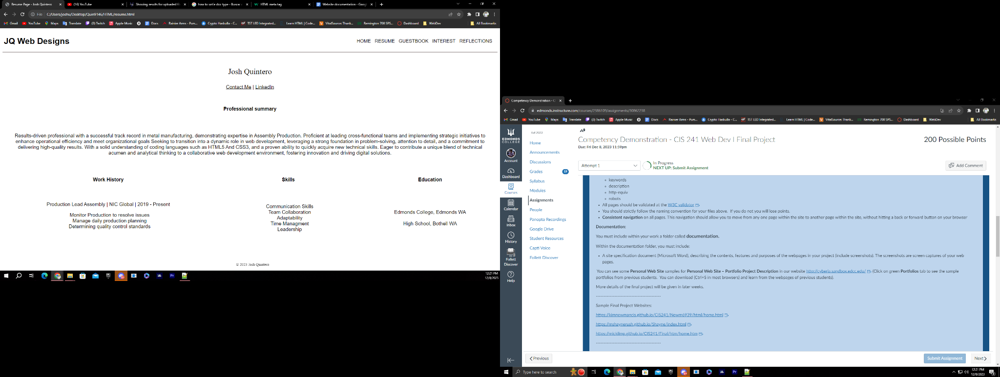 Resume Page - Josh Quintero
(16) YouTube
Showing results for uploaded fil
how to wrtie doc type - Buscar
HTML meta tag
Website documentation - Googl
File C:/Users/joshu/Desktop/Quin9146/HTML/resume.html
Gmail YouTube Maps Translate (3) Twitch Apple Music Docs Rainier Arms - Purs... Crypto Hasbulla - C... TST LED Integrated... Learn HTML | Code... VitalSource: Thank... Remington 700 SPS... Dashboard WebDev All Bookmarks
JQ Web Designs
HOME RESUME GUESTBOOK INTEREST REFLECTIONS
Josh Quintero
Contact Me | LinkedIn
Professional summary
Results-driven professional with a successful track record in metal manufacturing, demonstrating expertise in Assembly Production. Proficient at leading cross-functional teams and implementing strategic initiatives to
enhance operational efficiency and meet organizational goals Seeking to transition into a dynamic role in web development, leveraging a strong foundation in problem-solving, attention to detail, and a commitment to
delivering high-quality results. With a solid understanding of coding languages such as HTML5 And CSS3, and a proven ability to quickly acquire new technical skills. Eager to contribute a unique blend of technical
acumen and analytical thinking to a collaborative web development environment, fostering innovation and driving digital solutions.
Work History
Production Lead Assembly | NIC Global | 2019 - Present
Monitor Production to resolve issues
Manage daily production planning
Determining quality control standards
Skills
Communication Skills
Team Collaboration
Adaptability
Time Managment
Leadership
Education
Edmonds College, Edmonds WA
High School, Bothell WA
© 2023 Josh Quintero
12:21 PM
12/8/2023
Competency Demonstration - C
edmonds.instructure.com/courses/2386109/assignments/30862238
Gmail YouTube Maps Translate (3) Twitch Apple Music Docs Rainier Arms - Purs... Crypto Hasbulla - C... TST LED Integrated... Learn HTML | Code... VitalSource: Thank... Remington 700 SPS... Dashboard WebDev All Bookmarks
EDMONDS
COLLEGE
Account
Dashboard
Courses
Calendar
Inbox
History
Follett
Discover
Help
Fall 2023
Home
Announcements
Discussions
Grades 19
Syllabus
Modules
Assignments
People
Panopto Recordings
Google Drive
Student Resources
Capti Voice
Follett Discover
Competency Demonstration - CIS 241 Web Dev I Final Project
200 Possible Points
Due: Fri Dec 8, 2023 11:59pm
Attempt 1
In Progress
NEXT UP: Submit Assignment
Add Comment
keywords
description
http-equiv
robots
All pages should be validated at the W3C validator
You should strictly follow the naming convention for your files above. If you do not you will lose points.
Consistent navigation on all pages. This navigation should allow you to move from any one page within the site to another page within the site, without hitting a back or forward button on your browser
Documentation:
You must include within your work a folder called documentation.
Within the documentation folder, you must include:
A site specification document (Microsoft Word), describing the contents, features and purposes of the webpages in your project (include screenshots). The screenshots are screen captures of your web
pages.
You can see some Personal Web Site samples for Personal Web Site – Portfolio Project Description in our website http://cyberia.sandbox.edcc.edu/ (Click on green Portfolios tab to see the sample
portfolios from previous students. You can download (Ctrl+S in most browsers) and learn from the webpages of previous students).
More details of the final project will be given in later weeks.
------------------------------------------
Sample Final Project Websites:
https://kimnewmancis.github.io/CIS241/Newm6939/html/home.html
https://mshaynerush.github.io/Shayne/index.html
https://mickilmp.github.io/CIS241/Final/htm/home.htm
------------------------------------------
Previous
Submit Assignment
Next
Type here to search
12:21 PM
12/8/2023